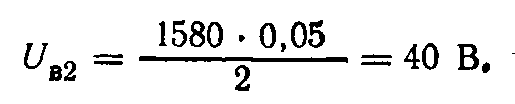 U_в2 = (1580 · 0,05) / 2 = 40 В.